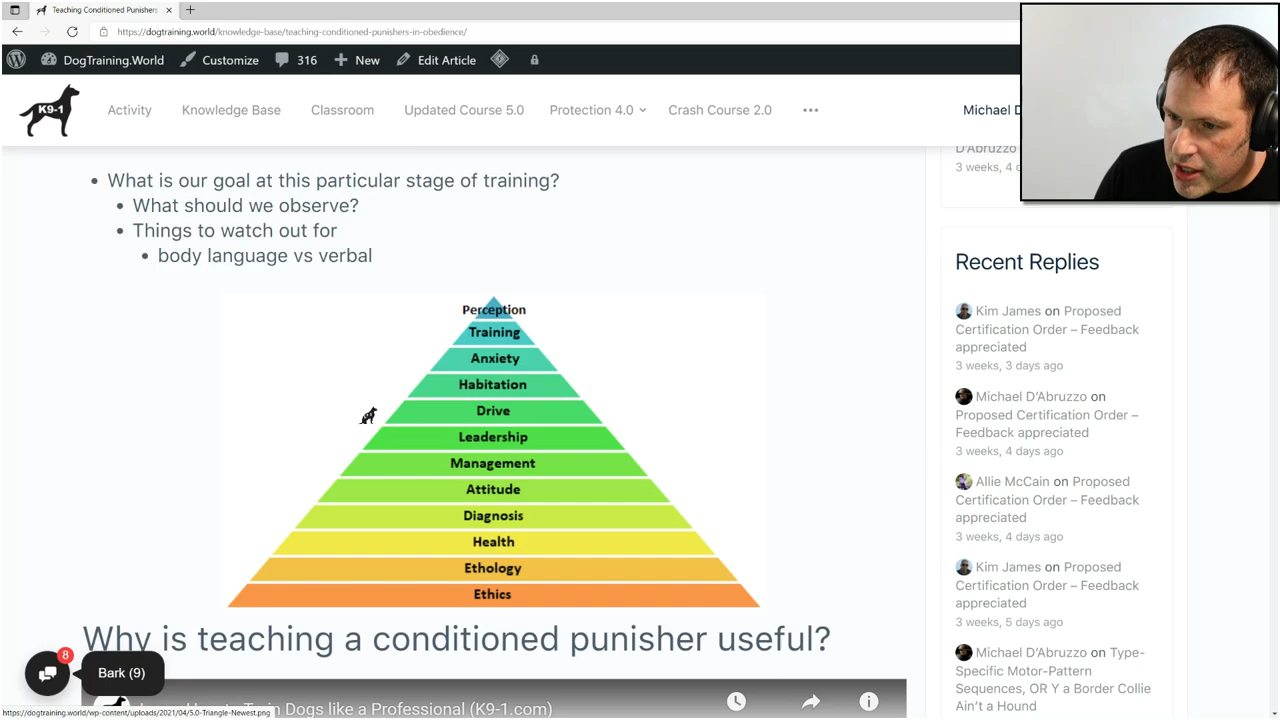 Teaching Conditioned Punishers
https://dogtraining.world/knowledge-base/teaching-conditioned-punishers-in-obedience/
DogTraining.World
Customize
316
New
Edit Article
K9-1
Activity
Knowledge Base
Classroom
Updated Course 5.0
Protection 4.0
Crash Course 2.0
Michael D
D'Abruzzo
3 weeks, 4 d
What is our goal at this particular stage of training?
What should we observe?
Things to watch out for
body language vs verbal
Perception
Training
Anxiety
Habitation
Drive
Leadership
Management
Attitude
Diagnosis
Health
Ethology
Ethics
Why is teaching a conditioned punisher useful?
Recent Replies
Kim James on Proposed
Certification Order – Feedback
appreciated
3 weeks, 3 days ago
Michael D'Abruzzo on
Proposed Certification Order –
Feedback appreciated
3 weeks, 4 days ago
Allie McCain on Proposed
Certification Order – Feedback
appreciated
3 weeks, 4 days ago
Kim James on Proposed
Certification Order – Feedback
appreciated
3 weeks, 5 days ago
Michael D'Abruzzo on Type-
Specific Motor-Pattern
Sequences, OR Y a Border Collie
Ain't a Hound
8
Bark (9)
Dogs like a Professional (K9-1.com)
https://dogtraining.world/wp-content/uploads/2021/04/5.0-Triangle-Newest.png